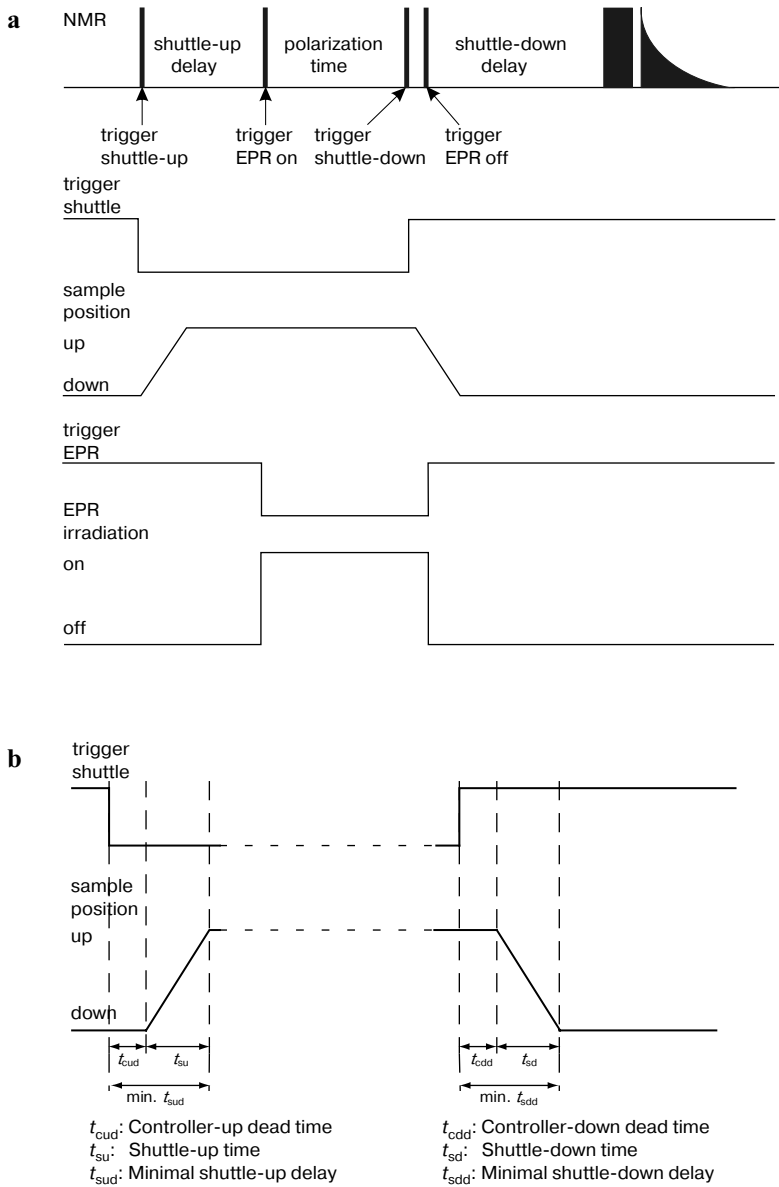 a
NMR
shuttle-up
delay
polarization
time
shuttle-down
delay
trigger
shuttle-up
trigger
EPR on
trigger
shuttle-down
trigger
EPR off
trigger
shuttle
sample
position
up
down
trigger
EPR
EPR
irradiation
on
off
b
trigger
shuttle
sample
position
up
down
tcud
tsu
tcdd
tsd
min. tsud
min. tsdd
tcud: Controller-up dead time
tsu: Shuttle-up time
tsud: Minimal shuttle-up delay
tcdd: Controller-down dead time
tsd: Shuttle-down time
tsdd: Minimal shuttle-down delay